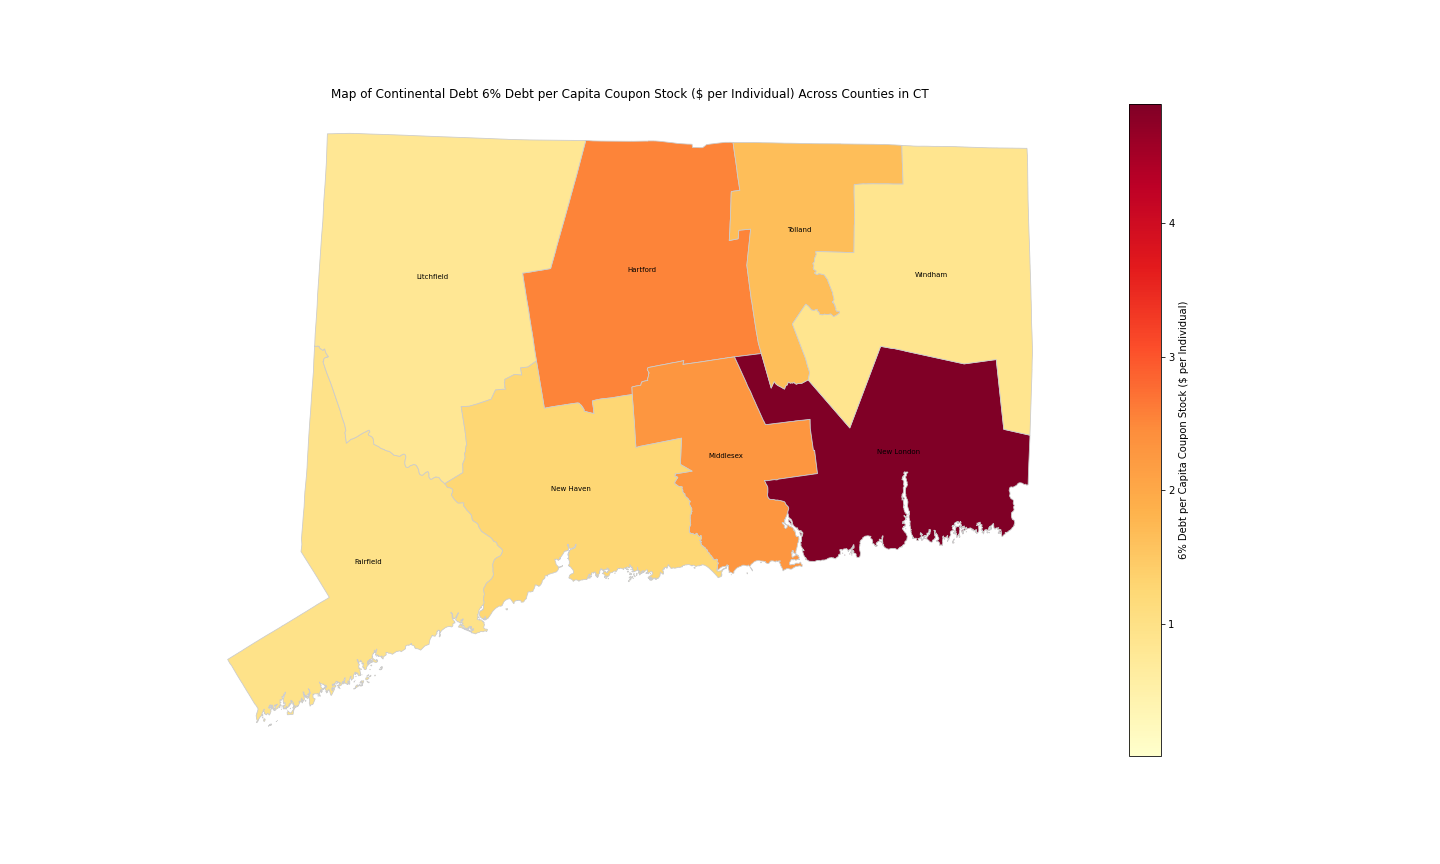 Map of Continental Debt 6% Debt per Capita Coupon Stock ($ per Individual) Across Counties in CT
Tolland
Hartford
Windham
Litchfield
New London
Middlesex
New Haven
Fairfield
4
3
2
1
6% Debt per Capita Coupon Stock ($ per Individual)